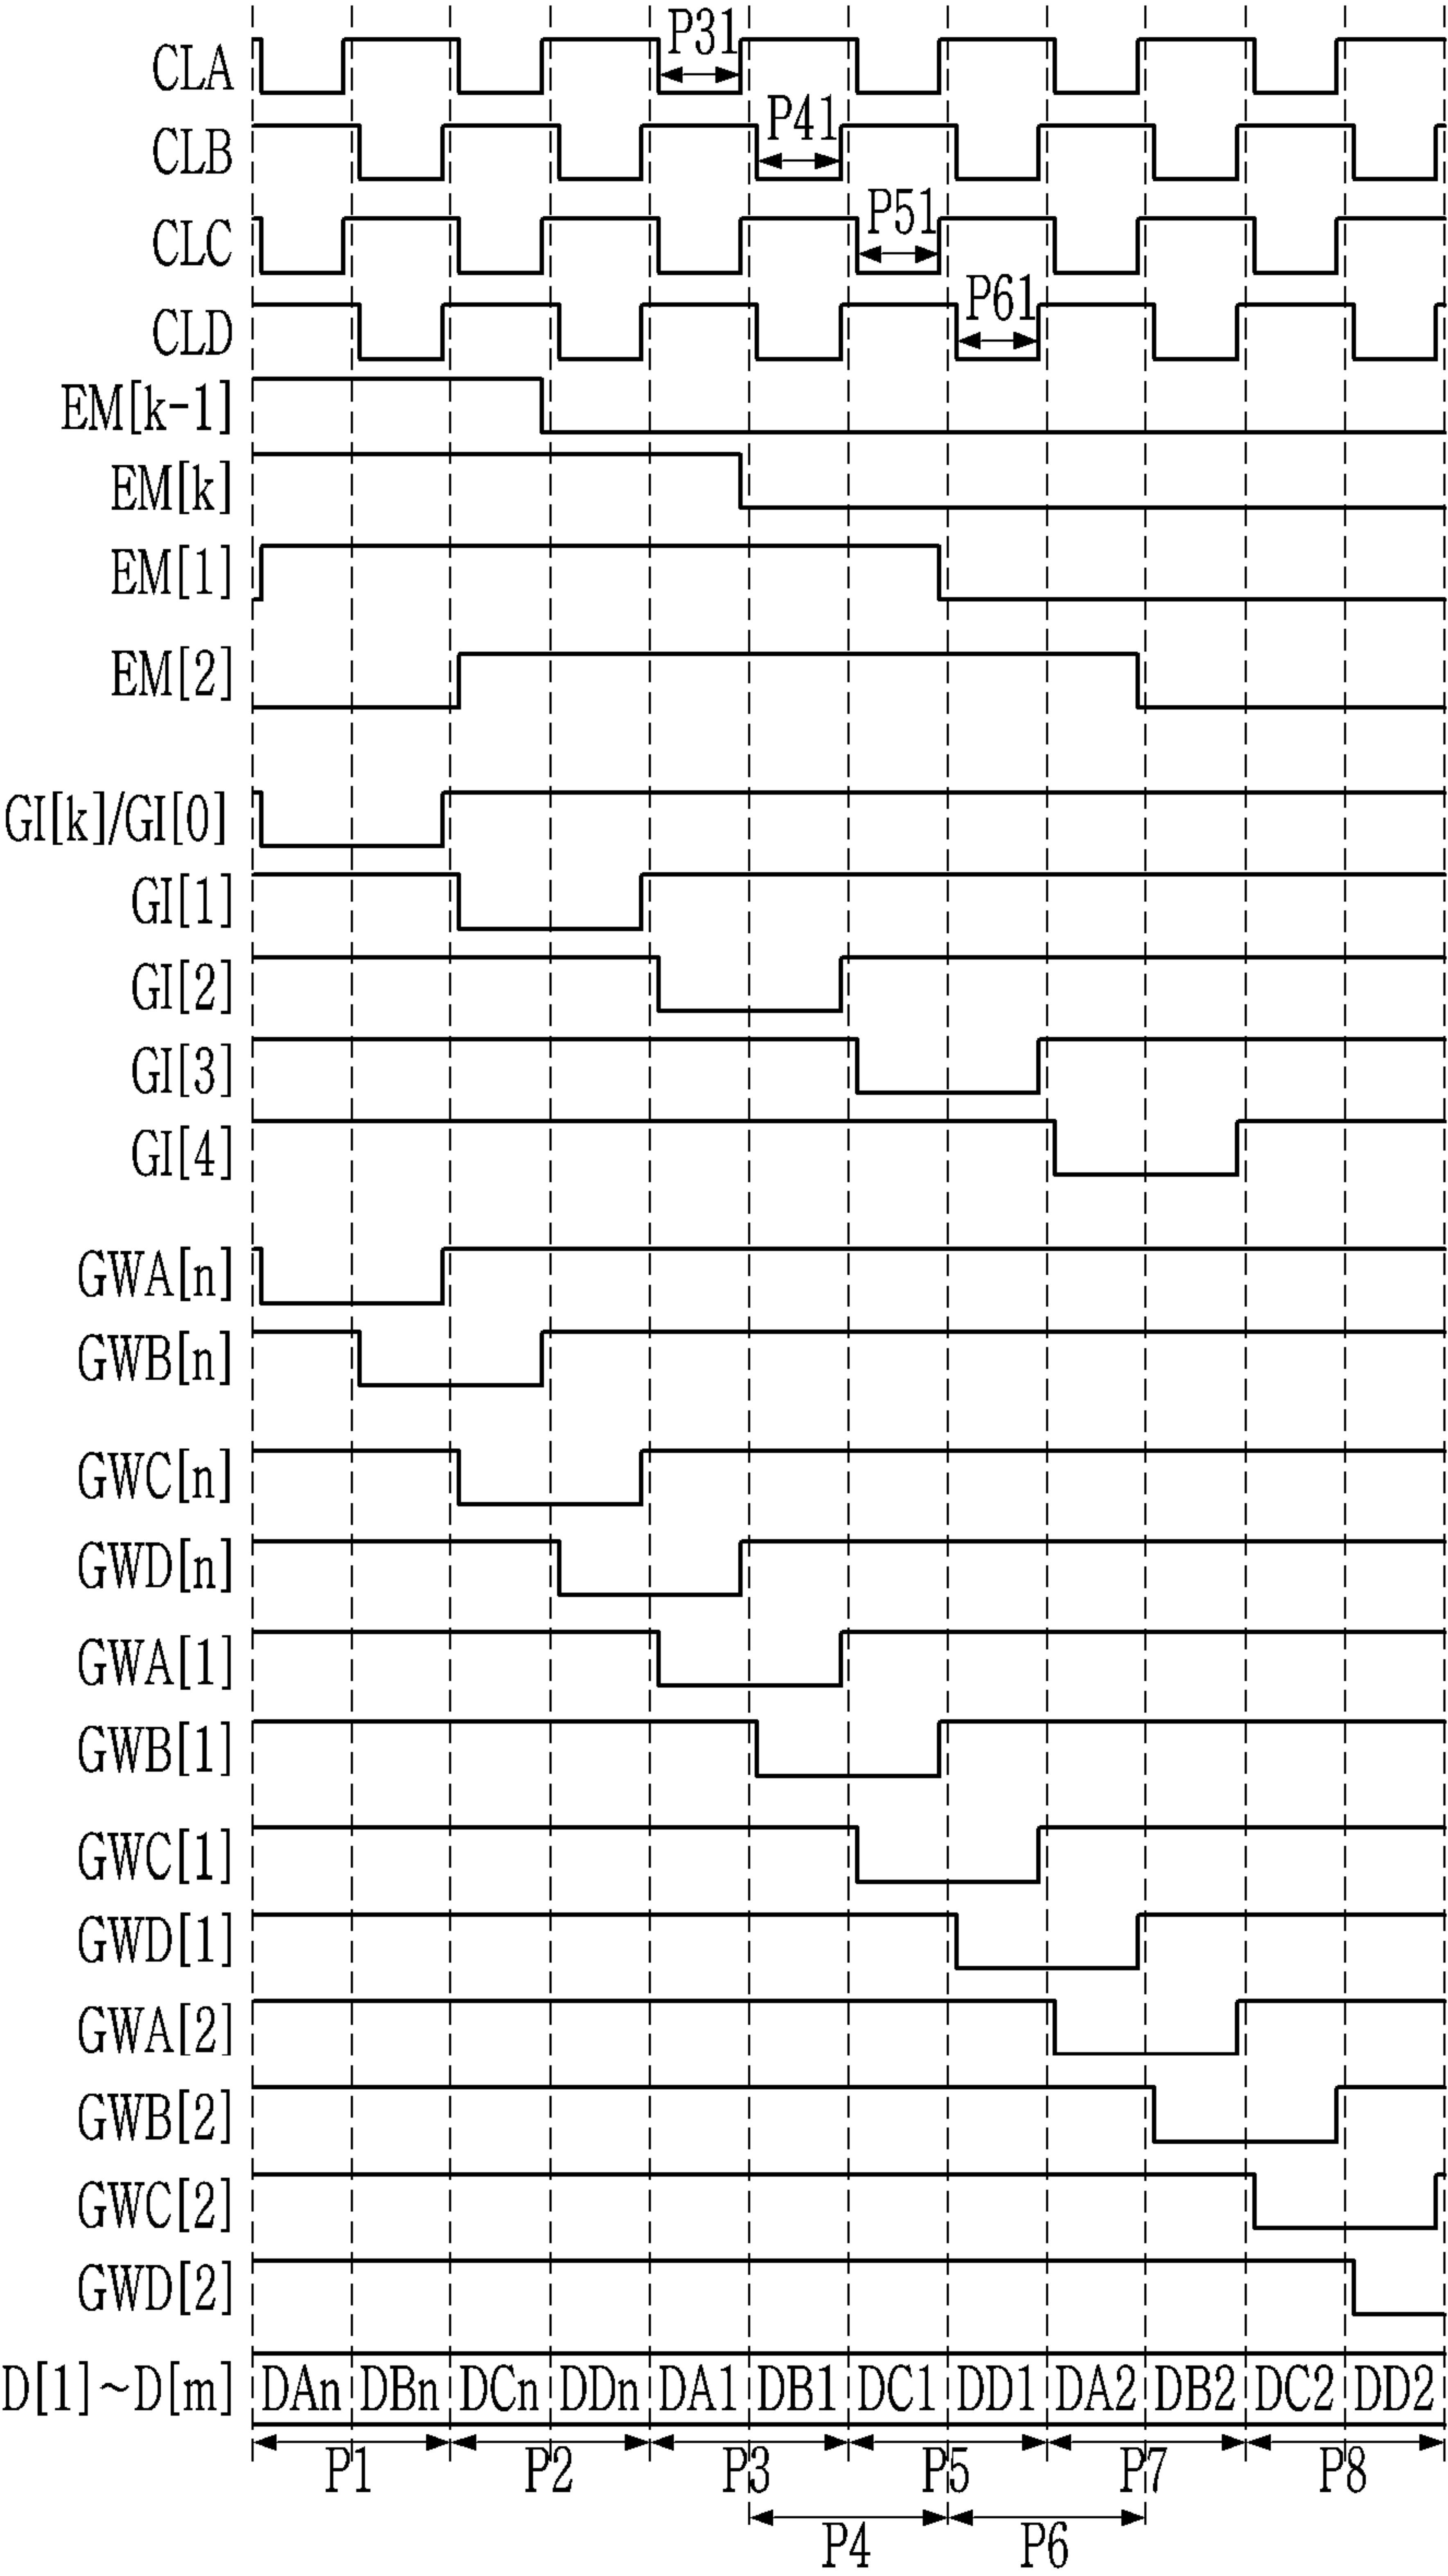 P31
CLA
P41
CLB
P51
CLC
P61
CLD
EM[k-1]
EM[k]
EM[1]
EM[2]
GI[k]/GI[0]
GI[1]
GI[2]
GI[3]
GI[4]
GWA[n]
GWB[n]
GWC[n]
GWD[n]
GWA[1]
GWB[1]
GWC[1]
GWD[1]
GWA[2]
GWB[2]
GWC[2]
GWD[2]
D[1]~D[m] DAn DBn DCn DDn DA1 DB1 DC1 DD1 DA2 DB2 DC2 DD2
P1 P2 P3 P5 P7 P8
P4 P6